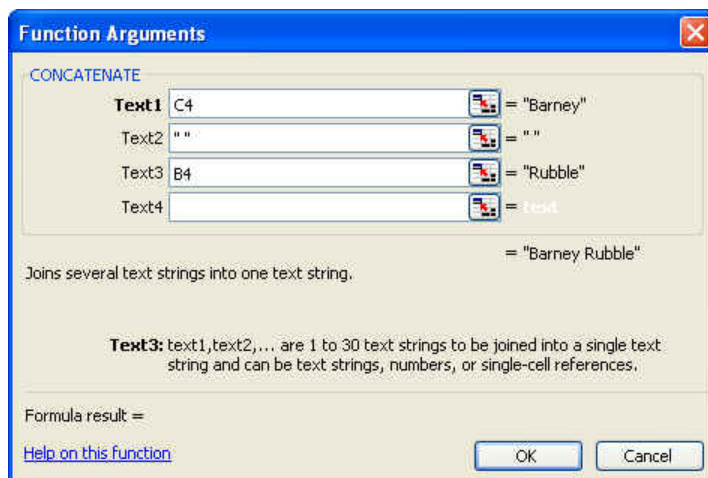 Function Arguments
CONCATENATE
Text1 C4 = "Barney"
Text2 " " = " "
Text3 B4 = "Rubble"
Text4 = text
= "Barney Rubble"
Joins several text strings into one text string.
Text3: text1,text2,... are 1 to 30 text strings to be joined into a single text
string and can be text strings, numbers, or single-cell references.
Formula result =
Help on this function
OK
Cancel